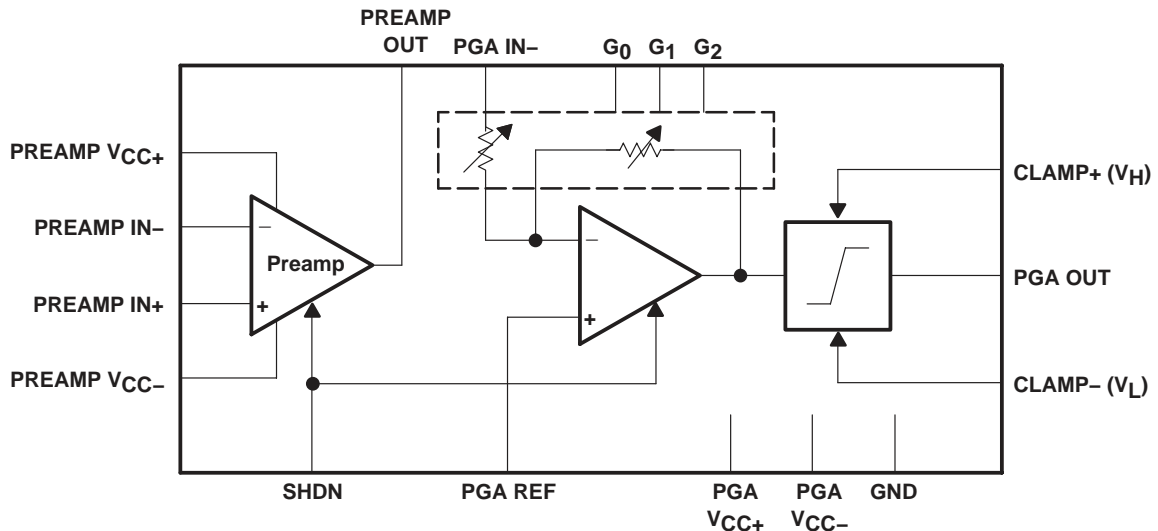 PREAMP
OUT
PGA IN−
G0
G1
G2
PREAMP VCC+
PREAMP IN−
PREAMP IN+
PREAMP VCC−
−
Preamp
+
−
+
CLAMP+ (VH)
PGA OUT
CLAMP− (VL)
SHDN
PGA REF
PGA
VCC+
PGA
VCC−
GND